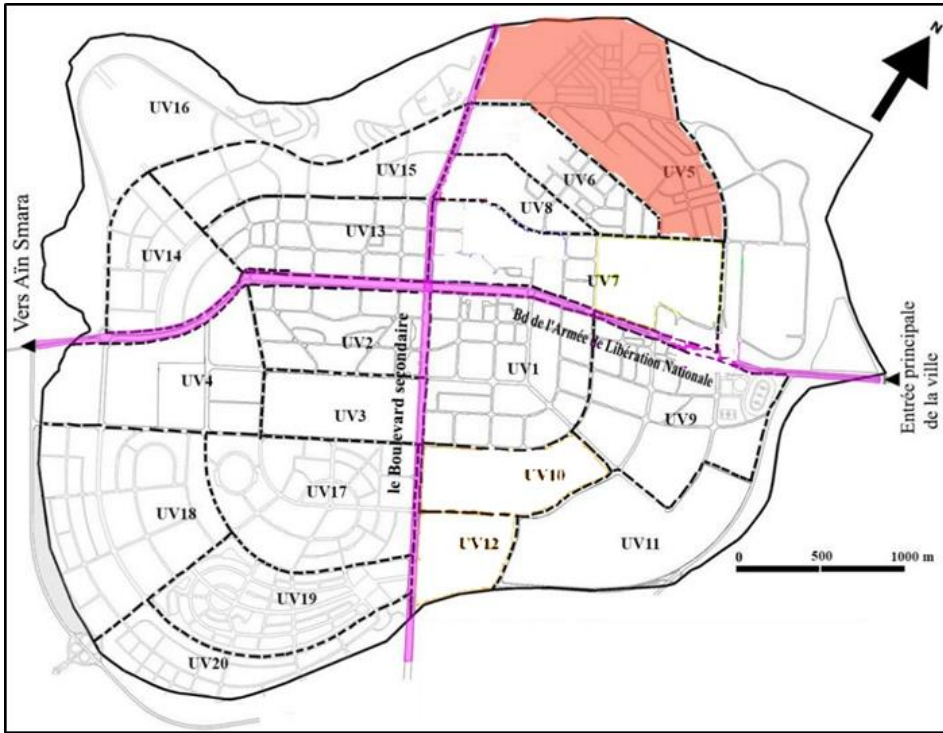 N
UV16
UV15
UV6
UV5
UV8
UV13
UV14
UV7
Vers Aïn Smara
Bd de l'Armée de Libération Nationale
UV2
UV1
le Boulevard segondaire
Entrée principale
de la ville
UV4
UV3
UV9
UV10
UV17
UV18
UV12
UV11
0 500 1000 m
UV19
UV20